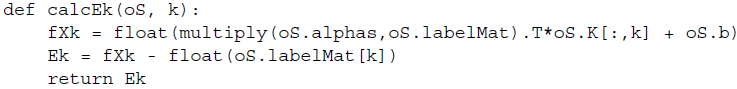 def calcEk(oS, k):
    fXk = float(multiply(oS.alphas,oS.labelMat).T*oS.K[:,k] + oS.b)
    Ek = fXk - float(oS.labelMat[k])
    return Ek